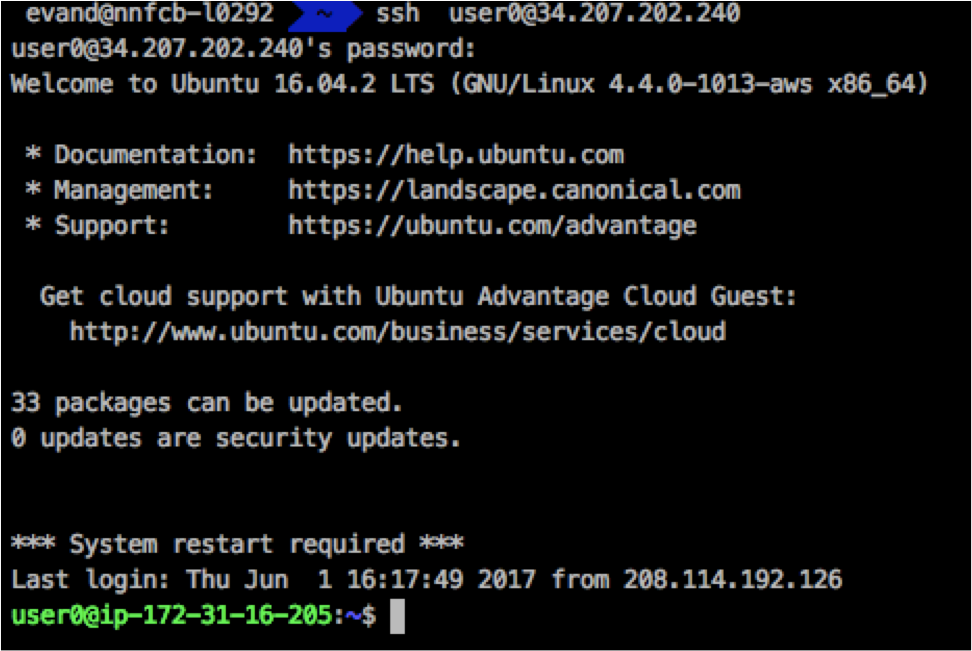 evand@nnfcb-l0292 ~ ssh user0@34.207.202.240
user0@34.207.202.240's password:
Welcome to Ubuntu 16.04.2 LTS (GNU/Linux 4.4.0-1013-aws x86_64)
* Documentation: https://help.ubuntu.com
* Management: https://landscape.canonical.com
* Support: https://ubuntu.com/advantage
Get cloud support with Ubuntu Advantage Cloud Guest:
http://www.ubuntu.com/business/services/cloud
33 packages can be updated.
0 updates are security updates.
*** System restart required ***
Last login: Thu Jun 1 16:17:49 2017 from 208.114.192.126
user0@ip-172-31-16-205:~$